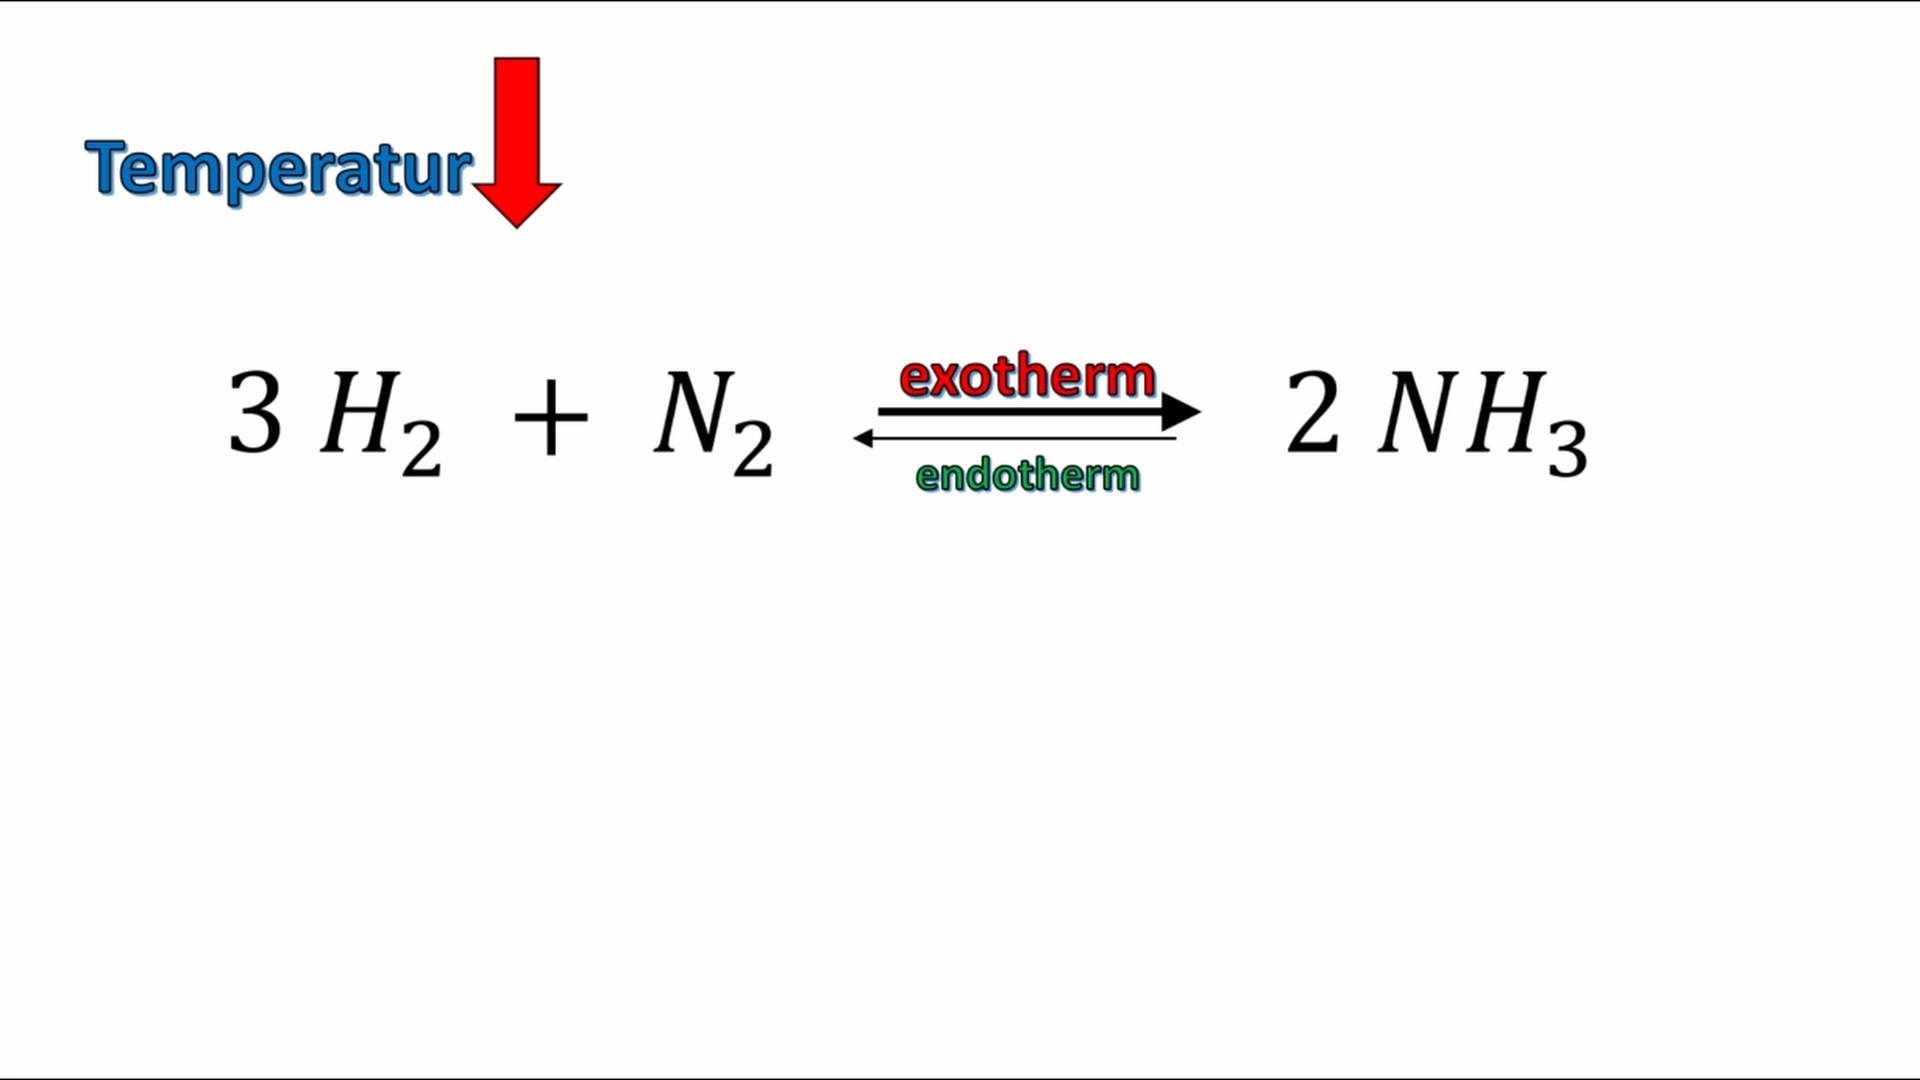 Temperatur
exotherm
3 H₂ + N₂ ⇄ 2 NH₃
endotherm